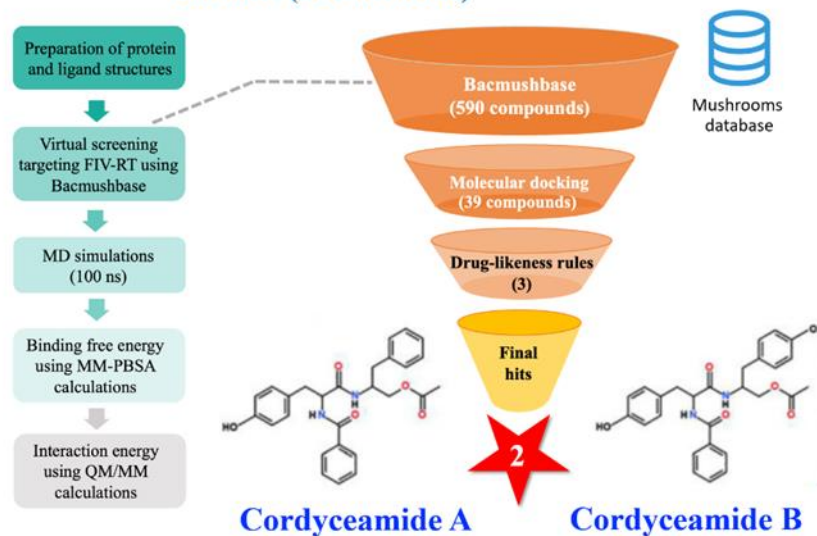 Preparation of protein
and ligand structures
Virtual screening
targeting FIV-RT using
Bacmushbase
MD simulations
(100 ns)
Binding free energy
using MM-PBSA
calculations
Interaction energy
using QM/MM
calculations
Bacmushbase
(590 compounds)
Mushrooms
database
Molecular docking
(39 compounds)
Drug-likeness rules
(3)
Final
hits
2
HO
O
N
H
O
O
H
N
O
Cordyceamide A
HO
O
N
H
O
O
H
N
O
O
Cordyceamide B